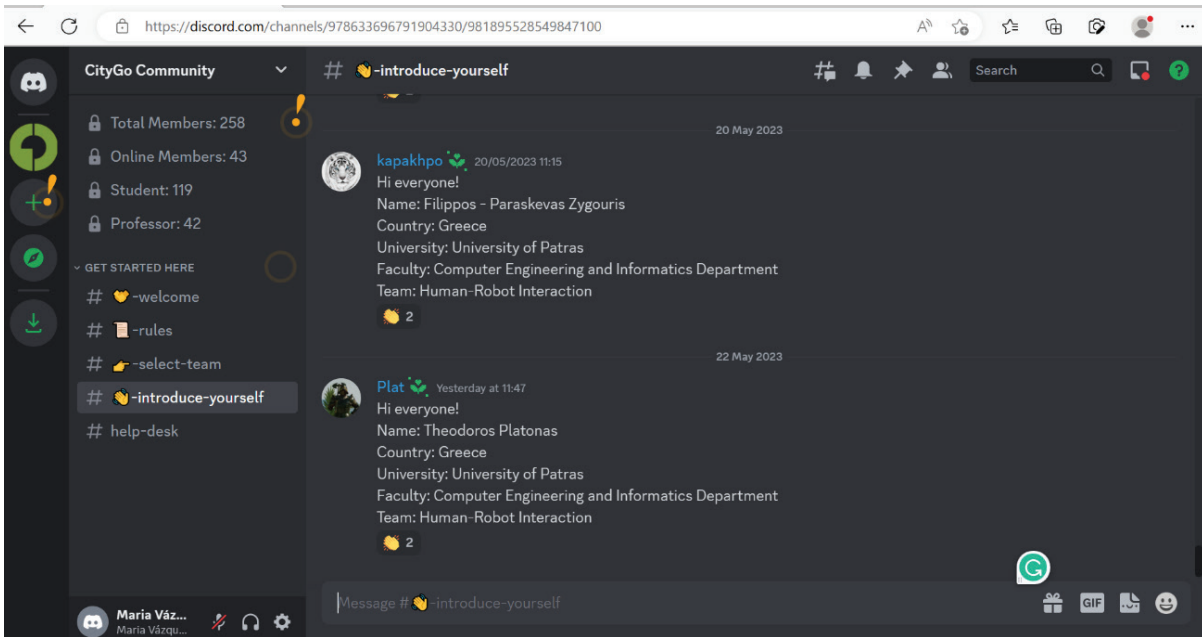 https://discord.com/channels/978633696791904330/981895528549847100
CityGo Community
# 👋-introduce-yourself
Search
Total Members: 258
Online Members: 43
Student: 119
Professor: 42
GET STARTED HERE
# 🤝-welcome
# 📜-rules
# 👉-select-team
# 👋-introduce-yourself
# help-desk
Maria Váz...
Maria Vázqu...
20 May 2023
kapakhpo 20/05/2023 11:15
Hi everyone!
Name: Filippos - Paraskevas Zygouris
Country: Greece
University: University of Patras
Faculty: Computer Engineering and Informatics Department
Team: Human-Robot Interaction
👏 2
22 May 2023
Plat Yesterday at 11:47
Hi everyone!
Name: Theodoros Platonas
Country: Greece
University: University of Patras
Faculty: Computer Engineering and Informatics Department
Team: Human-Robot Interaction
👏 2
Message #👋-introduce-yourself
GIF